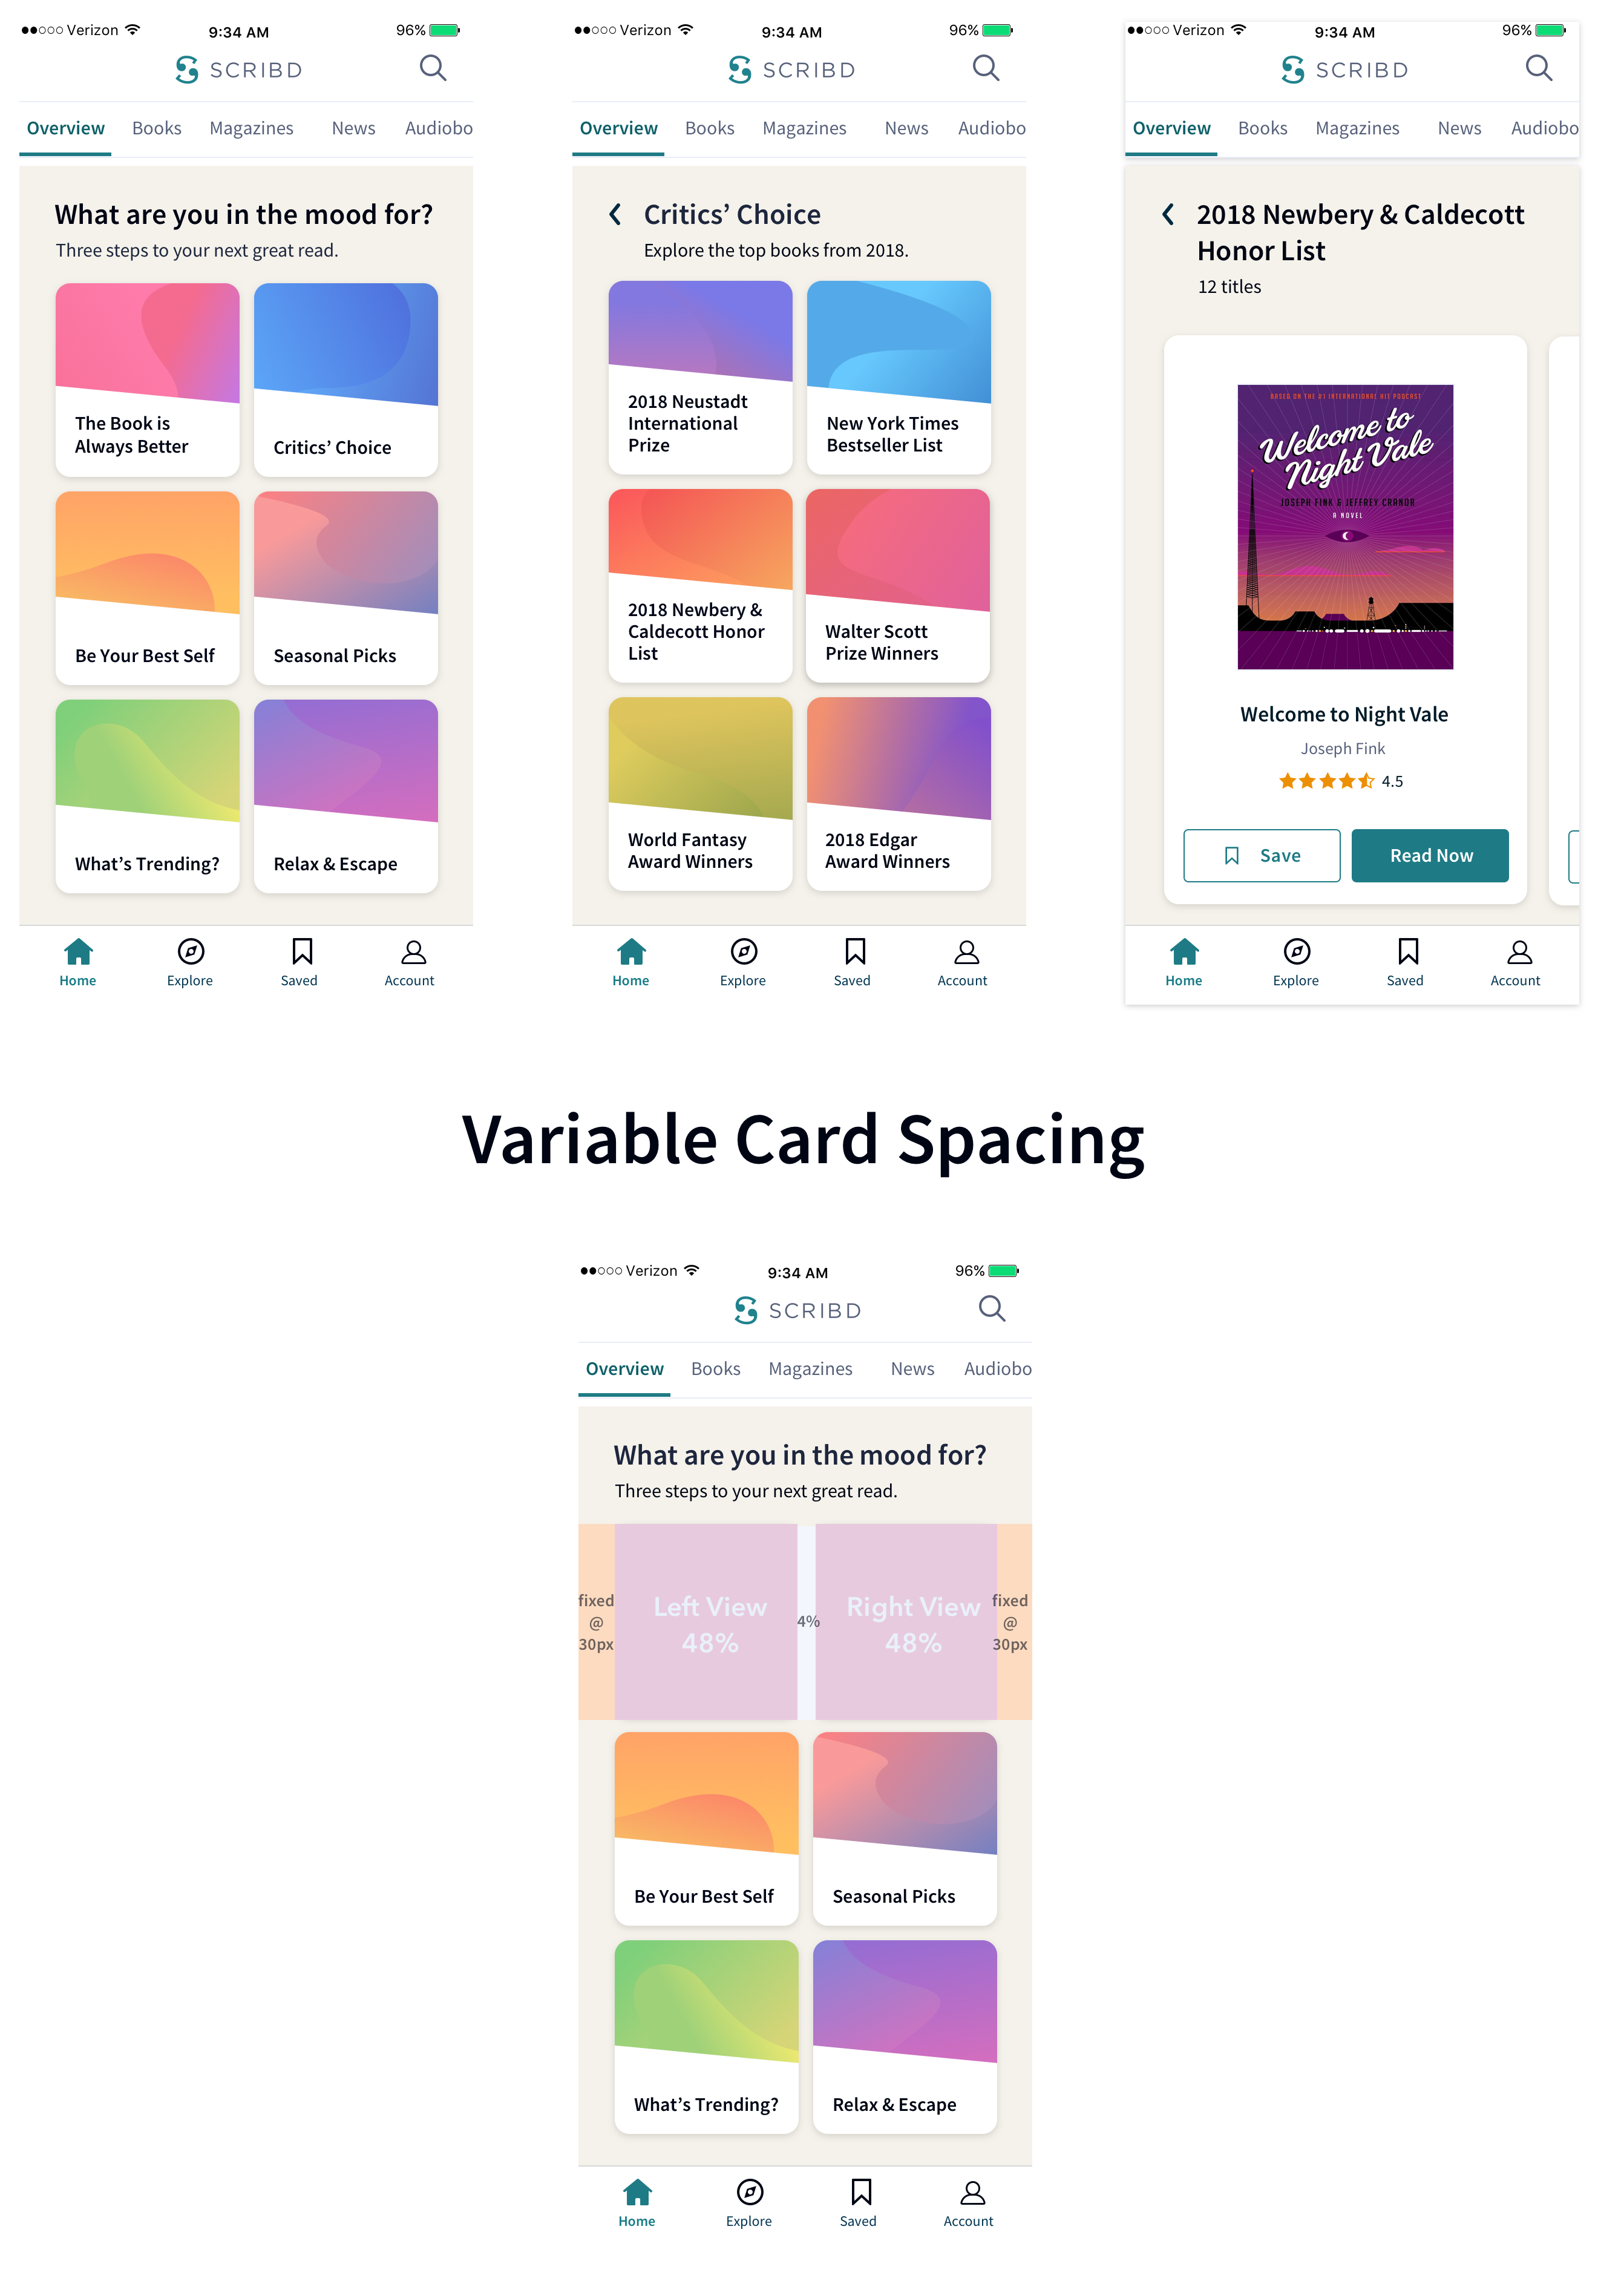 Verizon 9:34 AM 96%
SCRIBD
Overview Books Magazines News Audiobo
What are you in the mood for?
Three steps to your next great read.
The Book is
Always Better
Critics’ Choice
Be Your Best Self
Seasonal Picks
What’s Trending?
Relax & Escape
Home Explore Saved Account
Verizon 9:34 AM 96%
SCRIBD
Overview Books Magazines News Audiobo
Critics’ Choice
Explore the top books from 2018.
2018 Neustadt
International
Prize
New York Times
Bestseller List
2018 Newbery &
Caldecott Honor
List
Walter Scott
Prize Winners
World Fantasy
Award Winners
2018 Edgar
Award Winners
Home Explore Saved Account
Verizon 9:34 AM 96%
SCRIBD
Overview Books Magazines News Audiobo
2018 Newbery & Caldecott
Honor List
12 titles
BASED ON THE #1 INTERNATIONAL HIT PODCAST
Welcome to
Night Vale
JOSEPH FINK & JEFFREY CRANOR
A NOVEL
Welcome to Night Vale
Joseph Fink
4.5
Save
Read Now
Home Explore Saved Account
Variable Card Spacing
Verizon 9:34 AM 96%
SCRIBD
Overview Books Magazines News Audiobo
What are you in the mood for?
Three steps to your next great read.
fixed
@
30px
Left View
48%
4%
Right View
48%
fixed
@
30px
Be Your Best Self
Seasonal Picks
What’s Trending?
Relax & Escape
Home Explore Saved Account